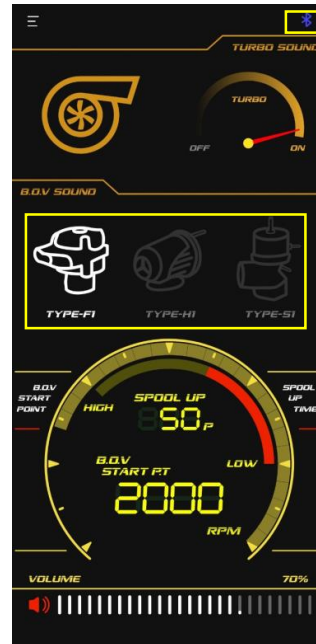 TURBO SOUND
TURBO
OFF
ON
B.O.V SOUND
TYPE-F1
TYPE-H1
TYPE-S1
B.O.V
START
POINT
SPOOL
UP
TIME
HIGH
SPOOL UP
50 P
LOW
B.O.V
START P.T
2000
RPM
VOLUME
70%